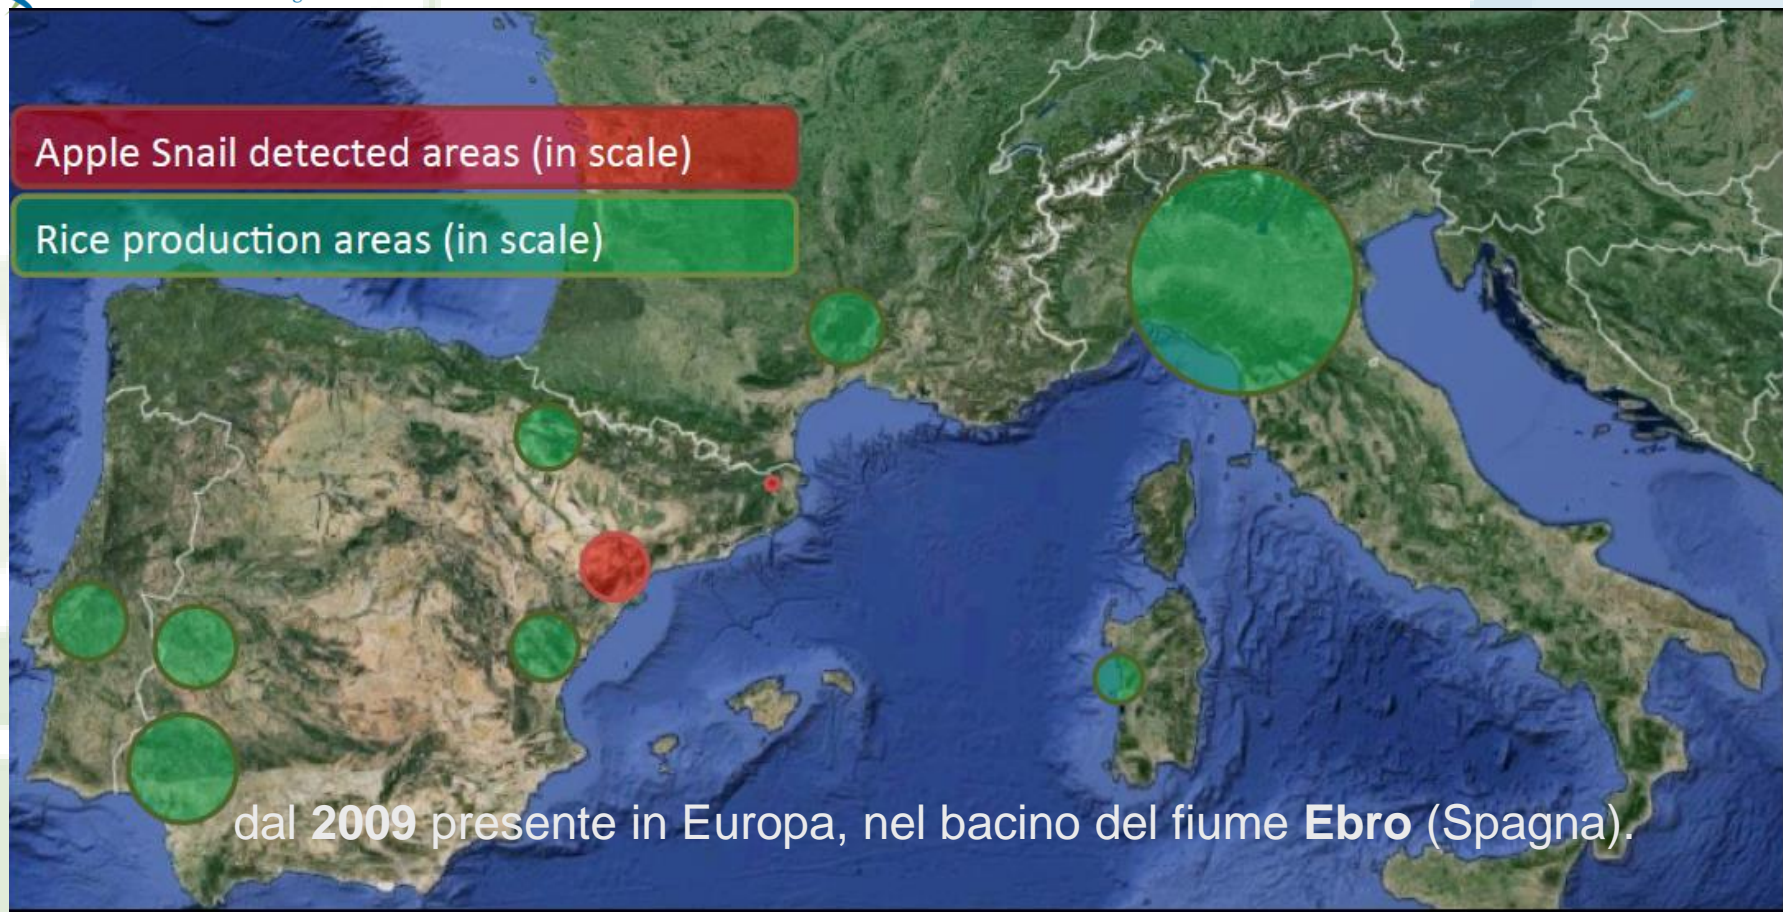 Apple Snail detected areas (in scale)
Rice production areas (in scale)
dal 2009 presente in Europa, nel bacino del fiume Ebro (Spagna).